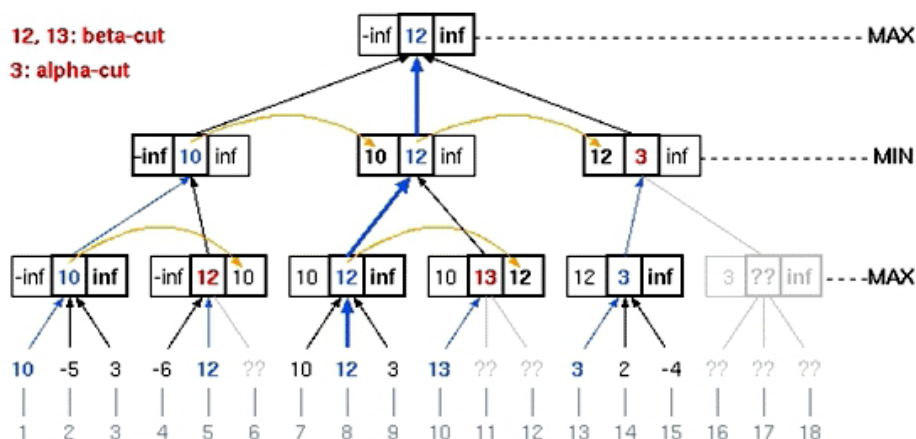 12, 13: beta-cut
3: alpha-cut
-inf 12 inf MAX
-inf 10 inf 10 12 inf 12 3 inf MIN
-inf 10 inf -inf 12 10 10 12 inf 10 13 12 12 3 inf 3 ?? inf MAX
10 -5 3 -6 12 ?? 10 12 3 13 ?? ?? 3 2 -4 ?? ?? ??
1 2 3 4 5 6 7 8 9 10 11 12 13 14 15 16 17 18